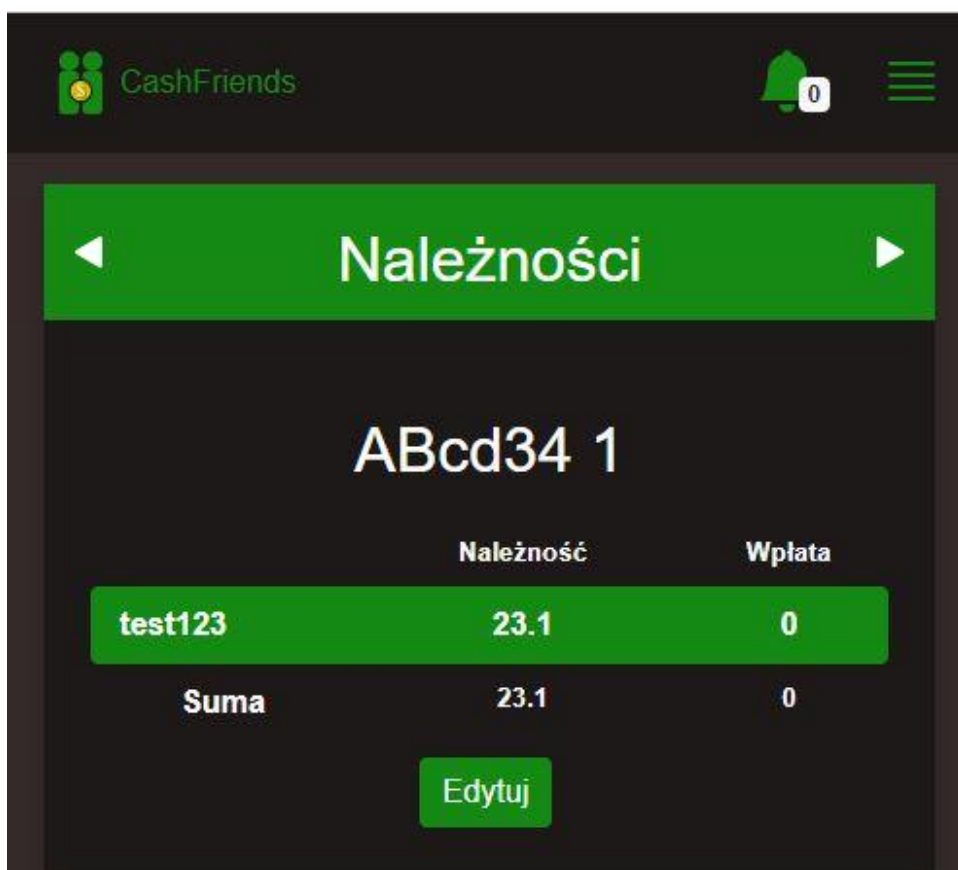 CashFriends
0
Należności
ABcd34 1
Należność Wpłata
test123 23.1 0
Suma 23.1 0
Edytuj